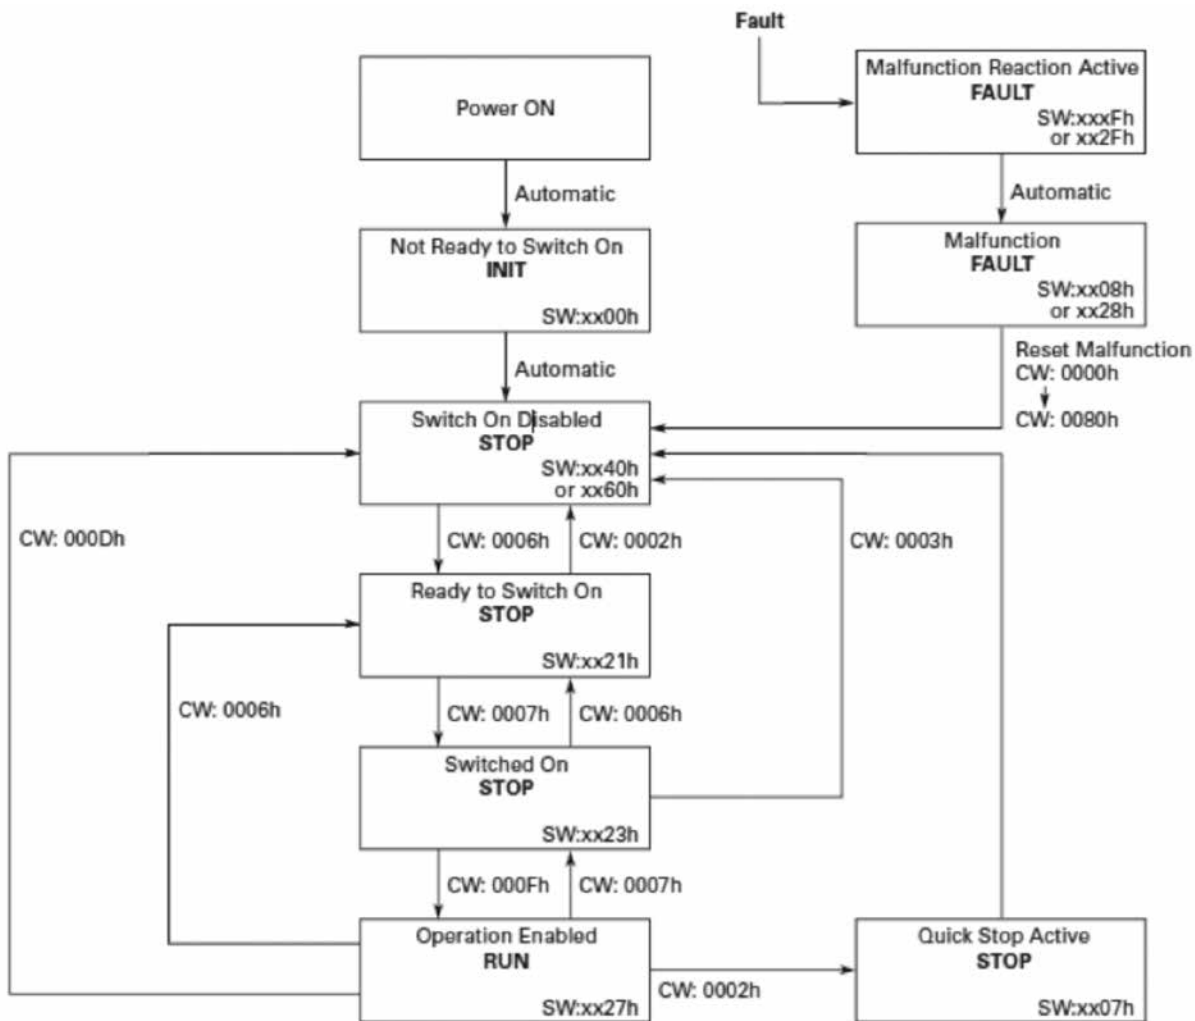 Fault
Power ON
Malfunction Reaction Active
FAULT
SW:xxxFh
or xx2Fh
Automatic
Automatic
Not Ready to Switch On
INIT
SW:xx00h
Malfunction
FAULT
SW:xx08h
or xx28h
Automatic
Reset Malfunction
CW: 0000h
CW: 0080h
Switch On Disabled
STOP
SW:xx40h
or xx60h
CW: 000Dh
CW: 0006h
CW: 0002h
CW: 0003h
Ready to Switch On
STOP
SW:xx21h
CW: 0006h
CW: 0007h
CW: 0006h
Switched On
STOP
SW:xx23h
CW: 000Fh
CW: 0007h
Operation Enabled
RUN
SW:xx27h
CW: 0002h
Quick Stop Active
STOP
SW:xx07h